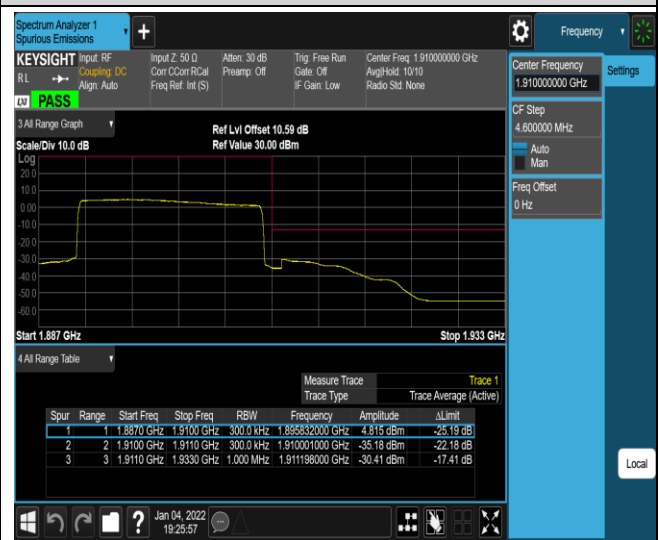 Spectrum Analyzer 1
Spurious Emissions
Frequency
KEYSIGHT
Input: RF
Coupling: DC
Align: Auto
Input Z: 50 Ω
Corr CCorr RCal
Freq Ref: Int (S)
Atten: 30 dB
Preamp: Off
Trig: Free Run
Gate: Off
IF Gain: Low
Center Freq: 1.910000000 GHz
Avg|Hold: 10/10
Radio Std: None
RL
LXI PASS
Center Frequency
1.910000000 GHz
Settings
CF Step
4.600000 MHz
Auto
Man
Freq Offset
0 Hz
3 All Range Graph
Scale/Div 10.0 dB
Ref Lvl Offset 10.59 dB
Ref Value 30.00 dBm
Log
20.0
10.0
0.00
-10.0
-20.0
-30.0
-40.0
-50.0
-60.0
Start 1.887 GHz
Stop 1.933 GHz
4 All Range Table
Measure Trace Trace 1
Trace Type Trace Average (Active)
Spur Range Start Freq Stop Freq RBW Frequency Amplitude ΔLimit
1 1 1.8870 GHz 1.9100 GHz 300.0 kHz 1.895832000 GHz 4.815 dBm -25.19 dB
2 2 1.9100 GHz 1.9110 GHz 300.0 kHz 1.910001000 GHz -35.18 dBm -22.18 dB
3 3 1.9110 GHz 1.9330 GHz 1.000 MHz 1.911198000 GHz -30.41 dBm -17.41 dB
Local
Jan 04, 2022
19:25:57